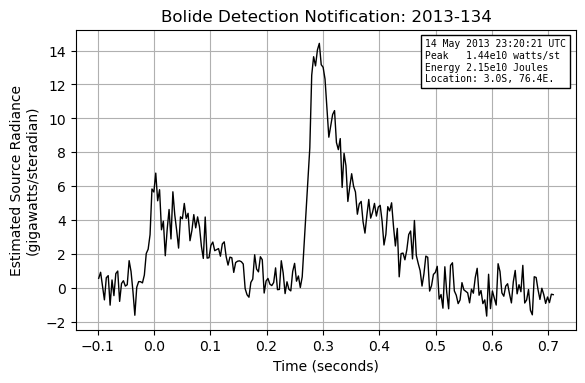 Bolide Detection Notification: 2013-134
14 May 2013 23:20:21 UTC
Peak 1.44e10 watts/st
Energy 2.15e10 Joules
Location: 3.0S, 76.4E.
Estimated Source Radiance
(gigawatts/steradian)
14
12
10
8
6
4
2
0
−2
−0.1 0.0 0.1 0.2 0.3 0.4 0.5 0.6 0.7
Time (seconds)